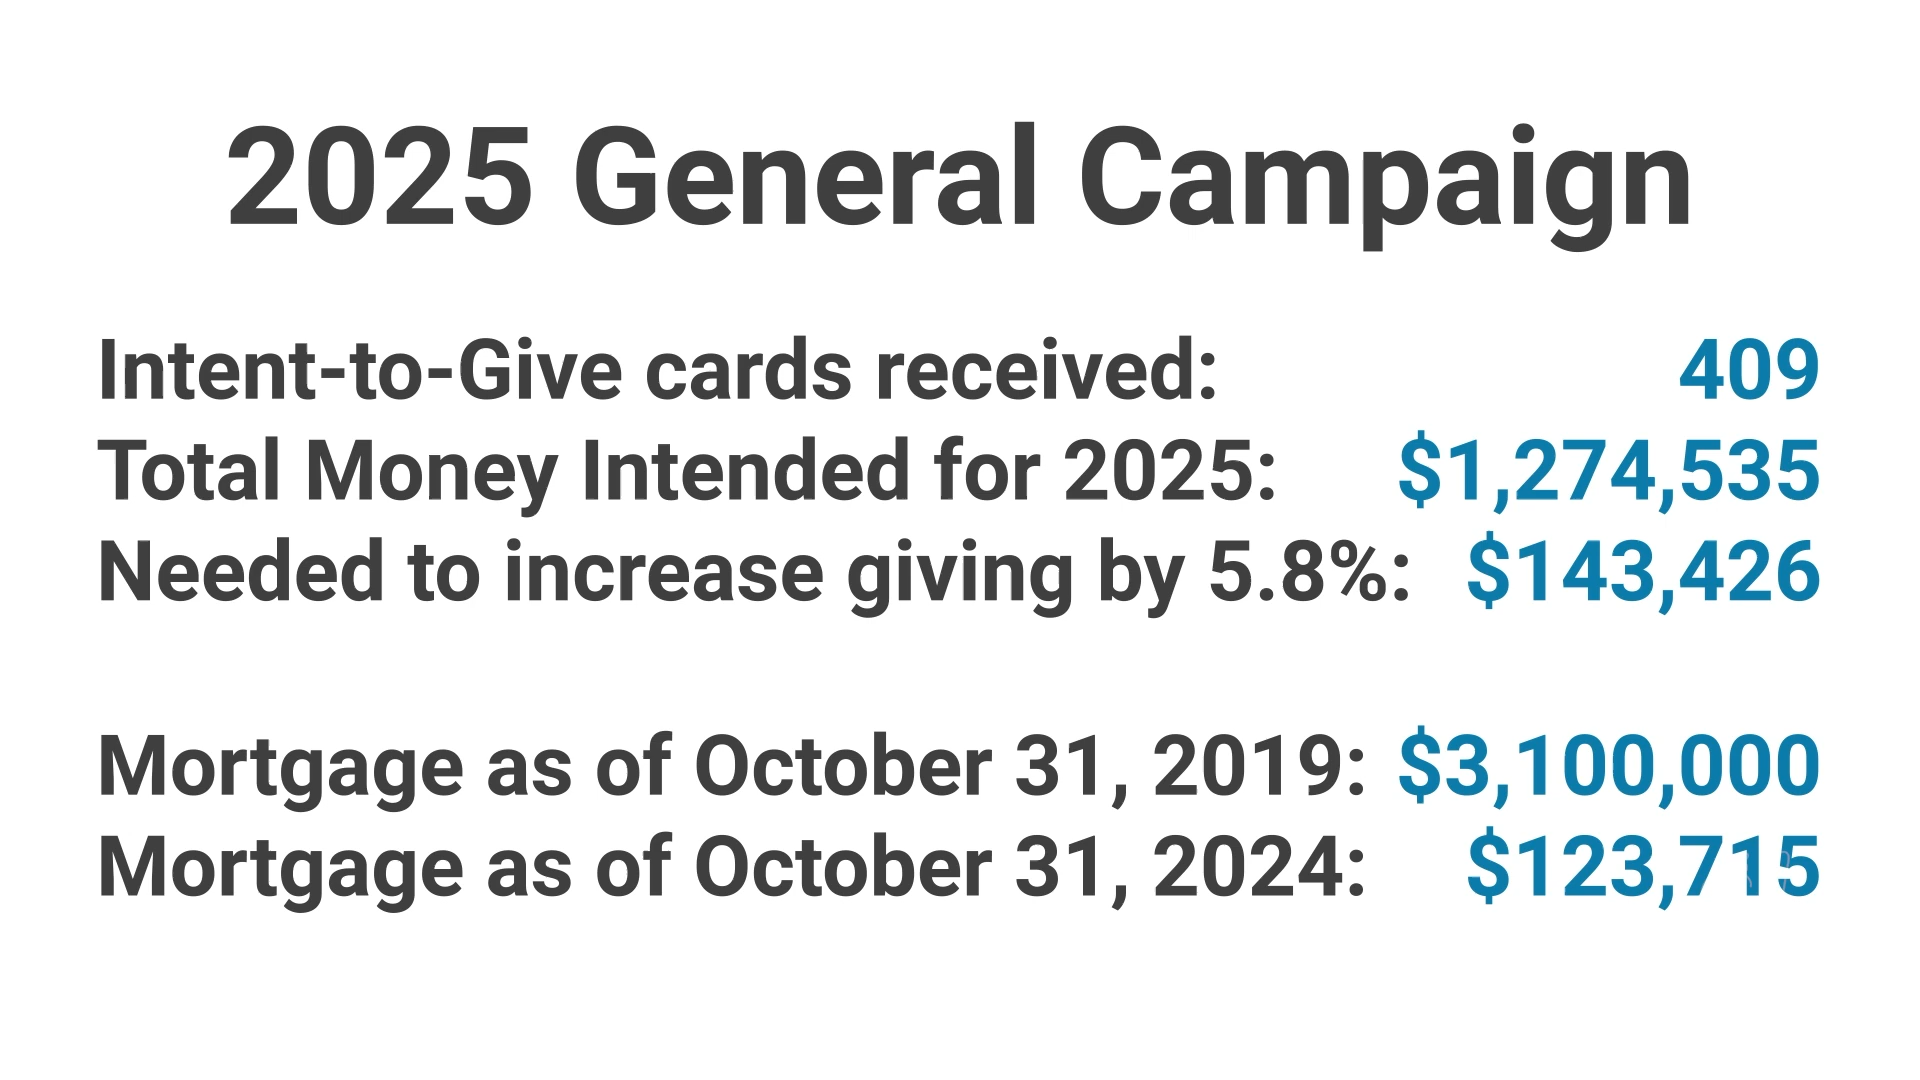 2025 General Campaign
Intent-to-Give cards received: 409
Total Money Intended for 2025: $1,274,535
Needed to increase giving by 5.8%: $143,426
Mortgage as of October 31, 2019: $3,100,000
Mortgage as of October 31, 2024: $123,715